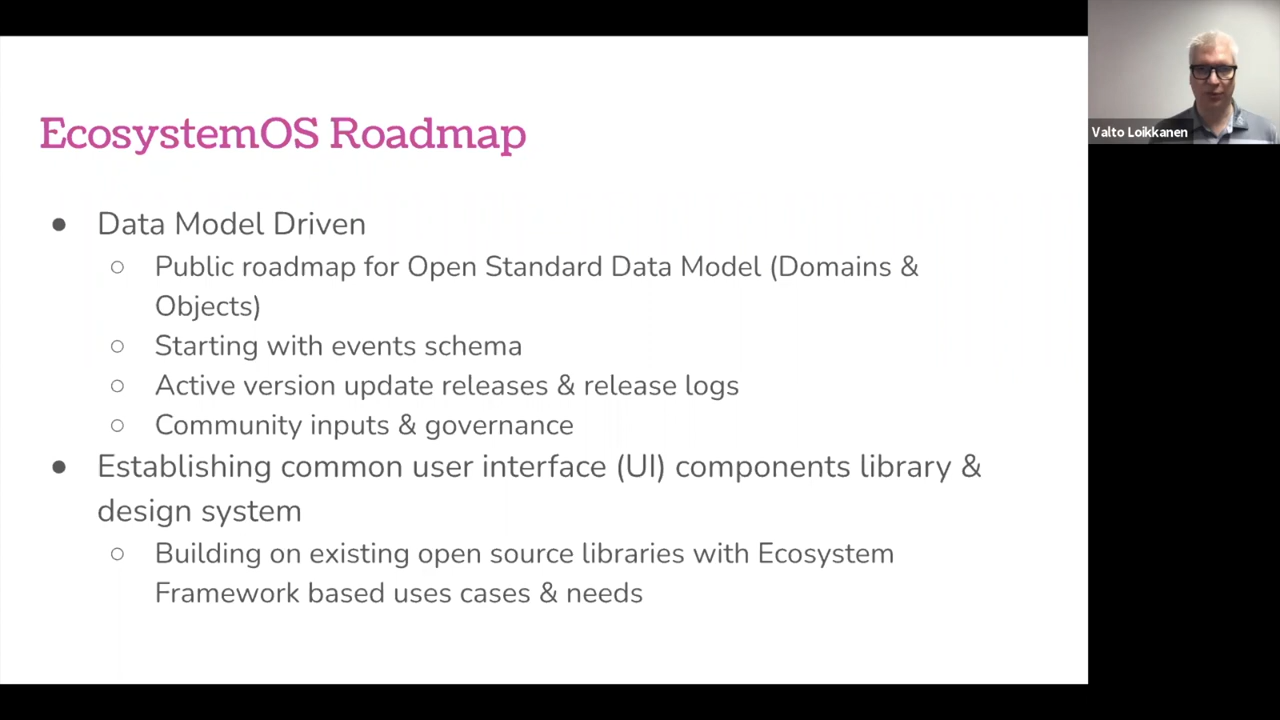 EcosystemOS Roadmap
● Data Model Driven
○ Public roadmap for Open Standard Data Model (Domains &
Objects)
○ Starting with events schema
○ Active version update releases & release logs
○ Community inputs & governance
● Establishing common user interface (UI) components library &
design system
○ Building on existing open source libraries with Ecosystem
Framework based uses cases & needs
Valto Loikkanen